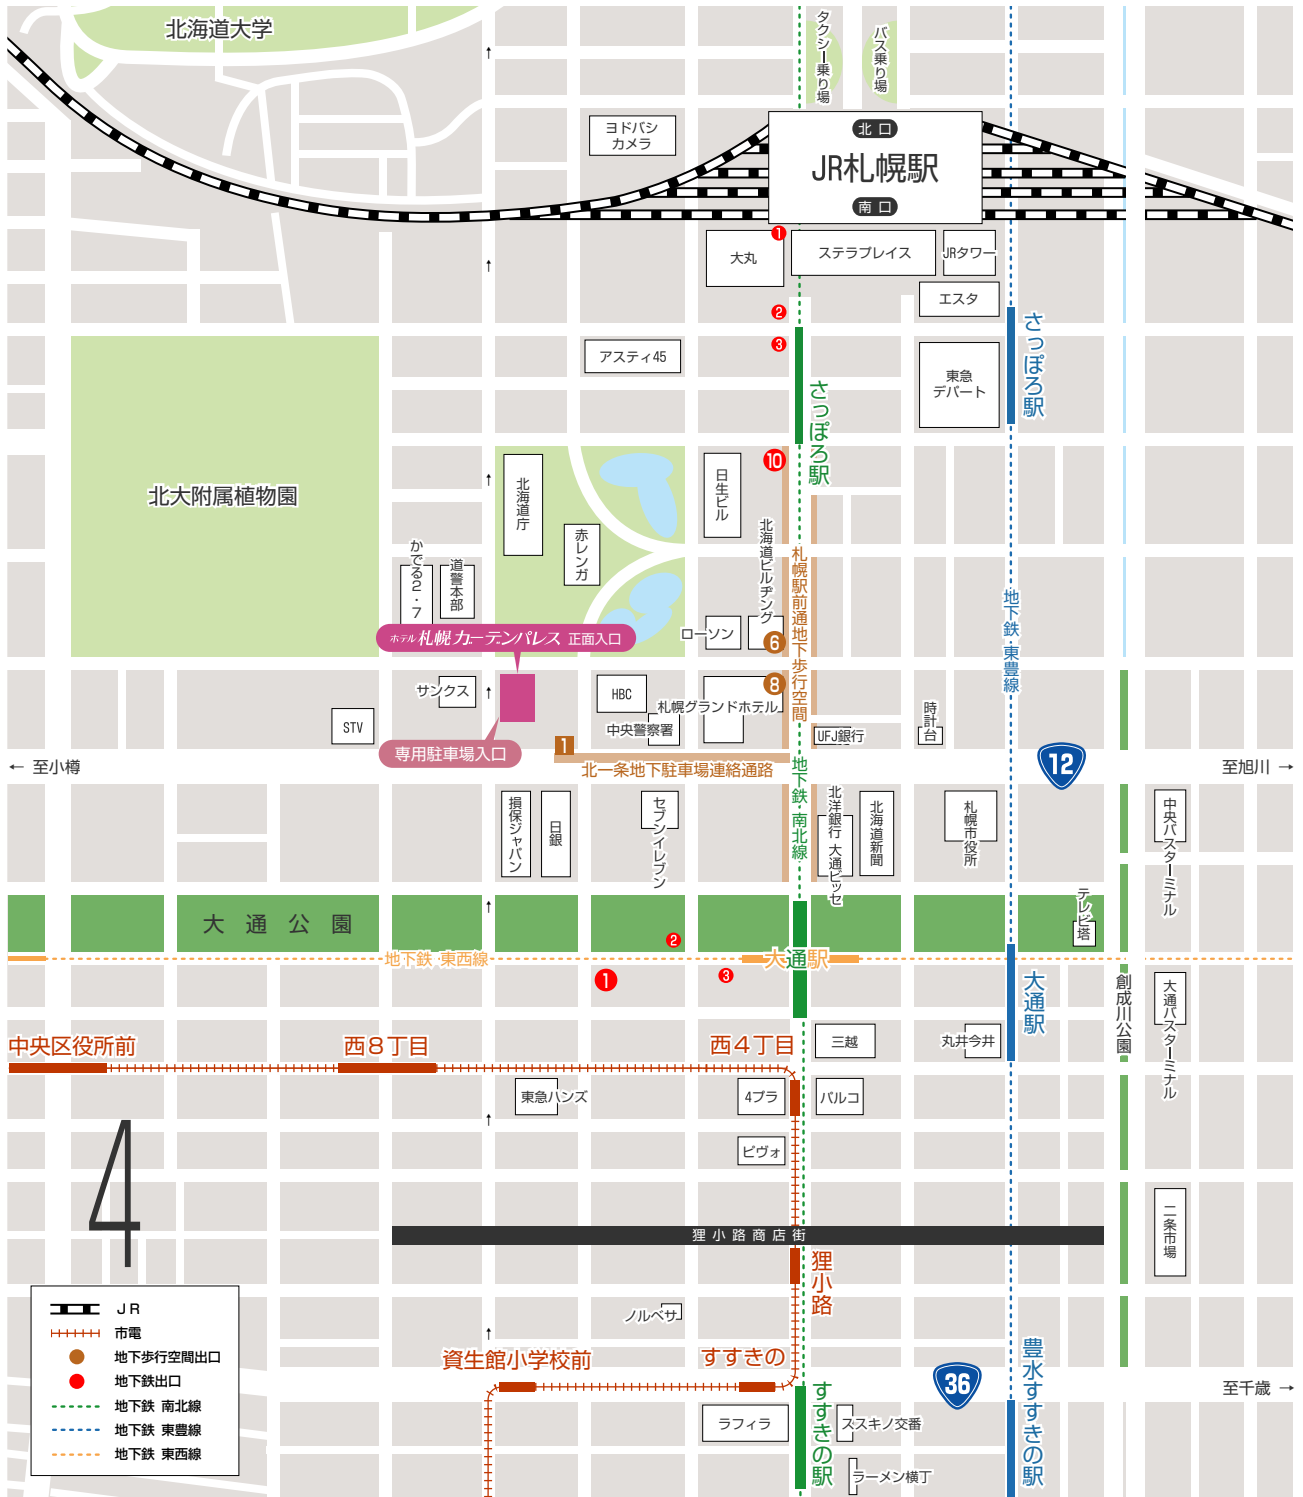 北海道大学
タクシー乗り場
バス乗り場
ヨドバシ
カメラ
北口
JR札幌駅
南口
1
大丸
ステラプレイス
JRタワー
エスタ
2
3
アスティ45
さっぽろ駅
東急
デパート
さっぽろ駅
北大附属植物園
北海道庁
赤レンガ
日生ビル
10
北海道ビルヂング
かでる2・7
道警本部
札幌駅前通地下歩行空間
地下鉄 東豊線
ローソン
6
ホテル 札幌ガーデンパレス 正面入口
サンクス
HBC
8
札幌グランドホテル
STV
中央警察署
UFJ銀行
時計台
専用駐車場入口
1
北一条地下駐車場連絡通路
← 至小樽
12
至旭川 →
地下鉄 南北線
損保ジャパン
日銀
セブンイレブン
北洋銀行 大通ビッセ
北海道新聞
札幌市役所
中央バスターミナル
大通公園
テレビ塔
2
地下鉄 東西線
大通駅
1
3
大通駅
創成川公園
大通バスターミナル
中央区役所前
西8丁目
西4丁目
三越
丸井今井
東急ハンズ
4プラ
パルコ
ピヴォ
4
狸小路商店街
狸小路
二条市場
ノルベサ
資生館小学校前
すすきの
36
至千歳 →
豊水すすきの駅
すすきの駅
ラフィラ
ススキノ交番
ラーメン横丁
JR
市電
地下歩行空間出口
地下鉄出口
地下鉄 南北線
地下鉄 東豊線
地下鉄 東西線